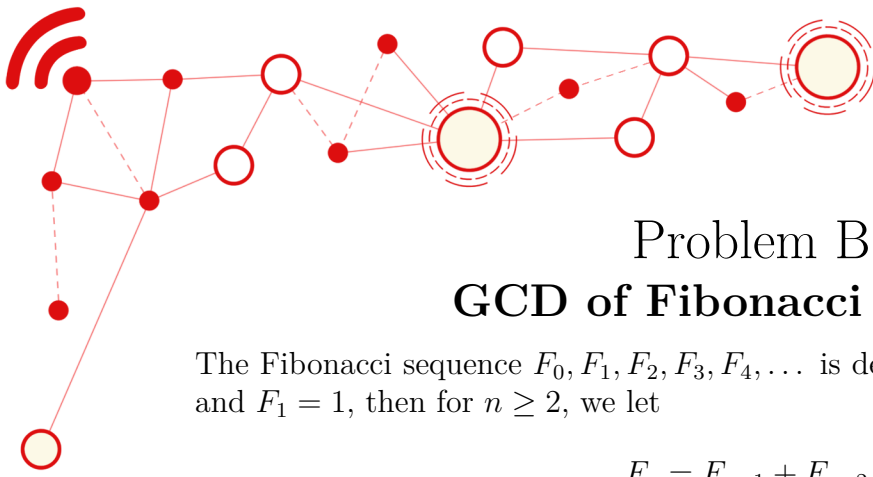 Problem B
GCD of Fibonacci
The Fibonacci sequence F₀, F₁, F₂, F₃, F₄, … is
and F₁ = 1, then for n ≥ 2, we let